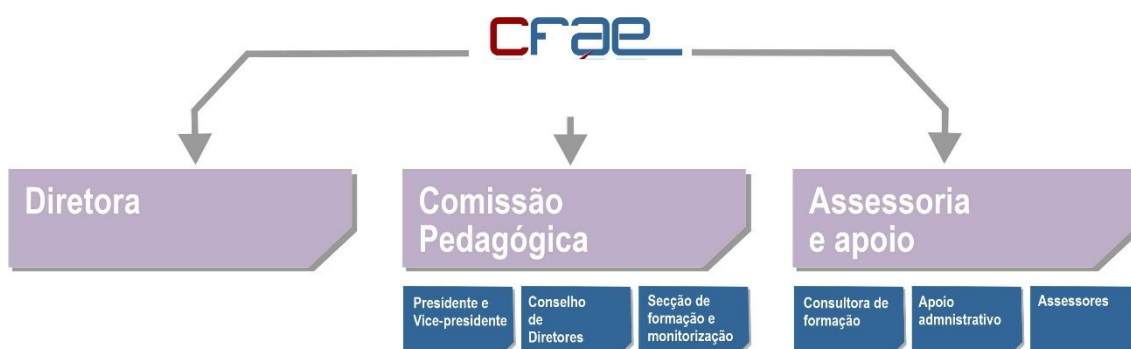 cfae
Diretora
Comissão
Pedagógica
Assessoria
e apoio
Presidente e
Vice-presidente
Conselho
de
Diretores
Secção de
formação e
monitorização
Consultora de
formação
Apoio
admnistrativo
Assessores